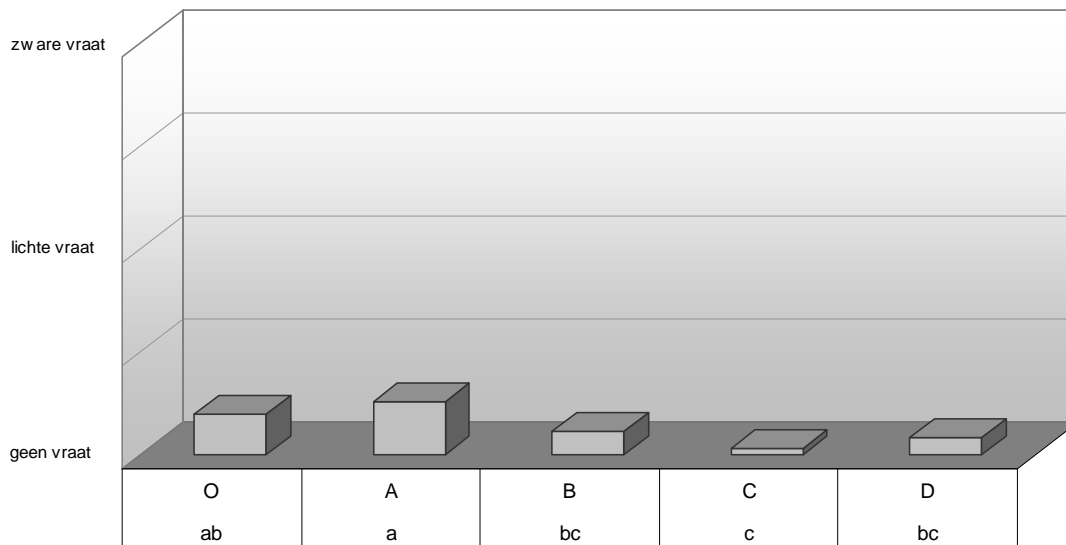 zware vraat
lichte vraat
geen vraat
O A B C D
ab a bc c bc